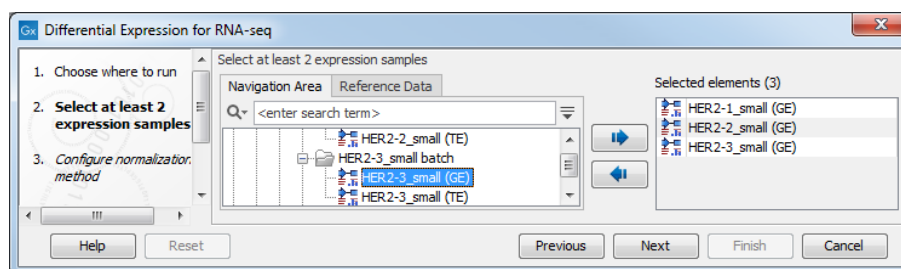 Gx Differential Expression for RNA-seq
1. Choose where to run
2. Select at least 2
expression samples
3. Configure normalization
method
Select at least 2 expression samples
Navigation Area
Reference Data
<enter search term>
HER2-2_small (TE)
HER2-3_small batch
HER2-3_small (GE)
HER2-3_small (TE)
Selected elements (3)
HER2-1_small (GE)
HER2-2_small (GE)
HER2-3_small (GE)
Help
Reset
Previous
Next
Finish
Cancel